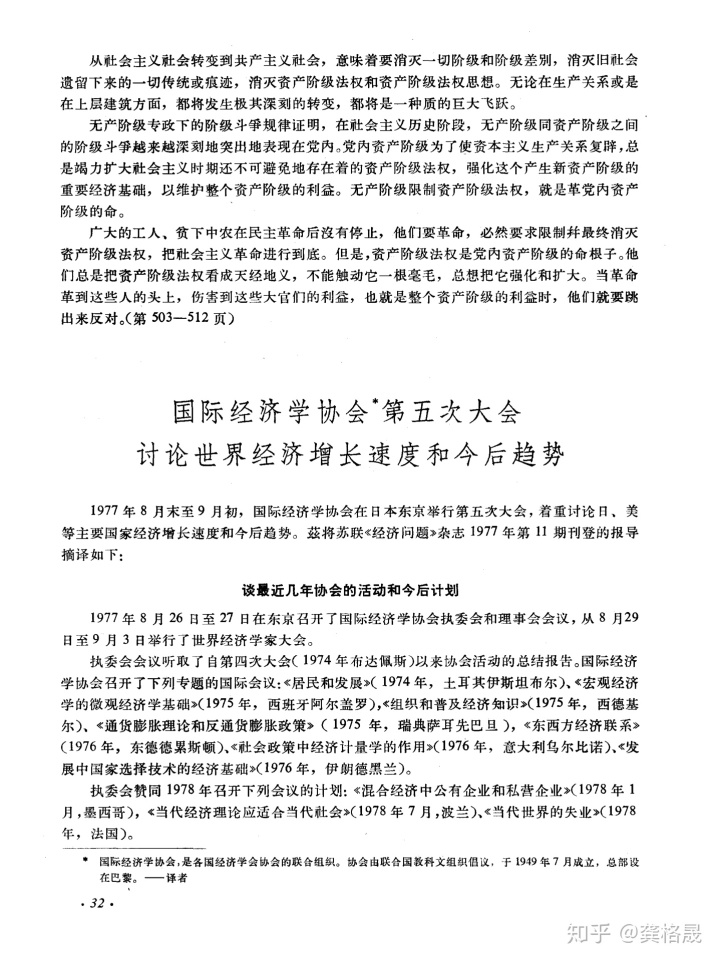 从社会主义社会转变到共产主义社会，意味着要消灭一切阶级和阶级差别，消灭旧社会
遗留下来的一切传统或痕迹，消灭资产阶级法权和资产阶级法权思想。无论在生产关系或是
在上层建筑方面，都将发生极其深刻的转变，都将是一种质的巨大飞跃。
无产阶级专政下的阶级斗争规律证明，在社会主义历史阶段，无产阶级同资产阶级之间
的阶级斗争越来越深刻地突出地表现在党内。党内资产阶级为了使资本主义生产关系复辟，总
是竭力扩大社会主义时期还不可避免地存在着的资产阶级法权，强化这个产生新资产阶级的
重要经济基础，以维护整个资产阶级的利益。无产阶级限制资产阶级法权，就是革党内资产
阶级的命。
广大的工人、贫下中农在民主革命后没有停止，他们要革命，必然要求限制并最终消灭
资产阶级法权，把社会主义革命进行到底。但是，资产阶级法权是党内资产阶级的命根子。他
们总是把资产阶级法权看成天经地义，不能触动它一根毫毛，总想把它强化和扩大。当革命
革到这些人的头上，伤害到这些大官们的利益，也就是整个资产阶级的利益时，他们就要跳
出来反对。(第 503—512 页)
国际经济学协会*第五次大会
讨论世界经济增长速度和今后趋势
1977 年 8 月末至 9 月初，国际经济学协会在日本东京举行第五次大会，着重讨论日、美
等主要国家经济增长速度和今后趋势。兹将苏联《经济问题》杂志 1977 年第 11 期刊登的报导
摘译如下：
谈最近几年协会的活动和今后计划
1977 年 8 月 26 日至 27 日在东京召开了国际经济学协会执委会和理事会会议，从 8 月29
日至 9 月 3 日举行了世界经济学家大会。
执委会会议听取了自第四次大会(1974 年布达佩斯)以来协会活动的总结报告。国际经济
学协会召开了下列专题的国际会议：《居民和发展》(1974 年，土耳其伊斯坦布尔)、《宏观经济
学的微观经济学基础》(1975 年，西班牙阿尔盖罗)，《组织和普及经济知识》(1975 年，西德基
尔)、《通货膨胀理论和反通货膨胀政策》(1975 年，瑞典萨耳先巴旦)，《东西方经济联系》
(1976 年，东德德累斯顿)、《社会政策中经济计量学的作用》(1976 年，意大利乌尔比诺)、《发
展中国家选择技术的经济基础》(1976 年，伊朗德黑兰)。
执委会赞同 1978 年召开下列会议的计划：《混合经济中公有企业和私营企业》(1978 年 1
月，墨西哥)，《当代经济理论应适合当代社会》(1978 年 7 月，波兰)、《当代世界的失业》(1978
年，法国)。
* 国际经济学协会，是各国经济学会协会的联合组织。协会由联合国教科文组织倡议，于 1949 年 7 月成立，总部设
在巴黎。——译者
·32·
知乎 @龚格晟